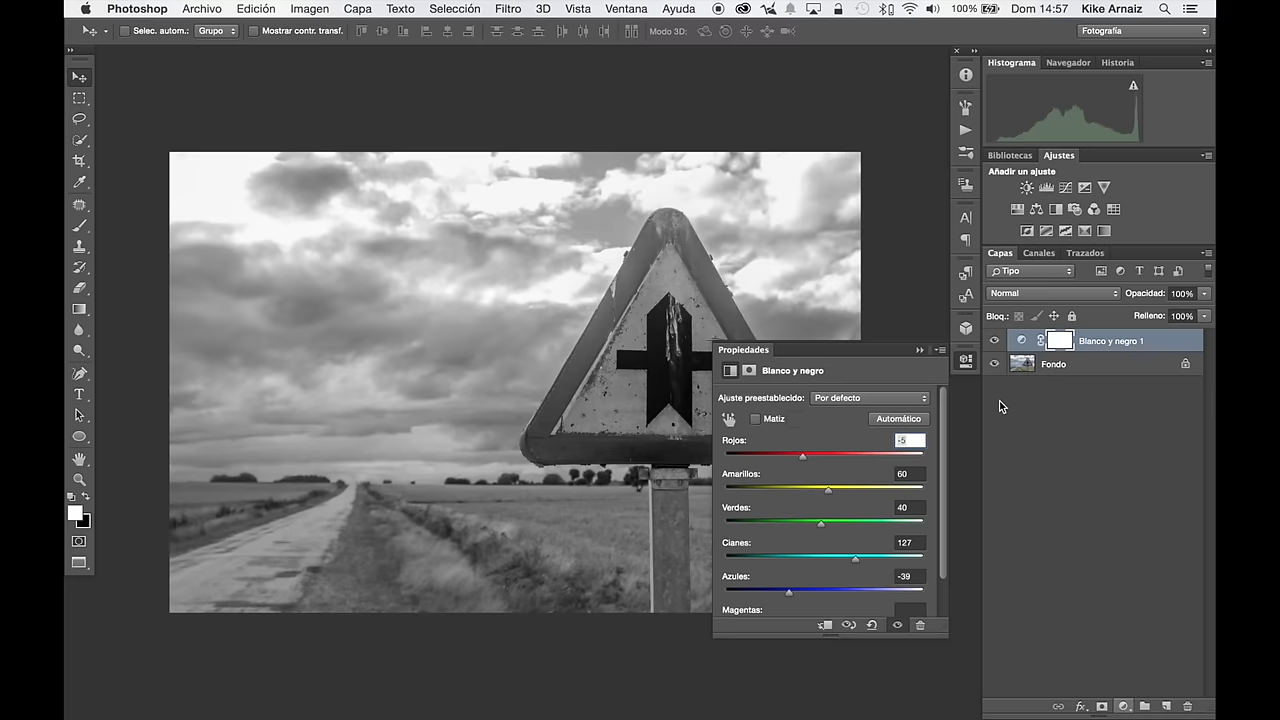 Photoshop Archivo Edición Imagen Capa Texto Selección Filtro 3D Vista Ventana Ayuda 100% Dom 14:57 Kike Arnaiz
Selec. autom.: Grupo Mostrar contr. transf. Modo 3D: Fotografía
Histograma Navegador Historia
Bibliotecas Ajustes
Añadir un ajuste
Capas Canales Trazados
Tipo
Normal Opacidad: 100%
Bloq.: Relleno: 100%
Blanco y negro 1
Fondo
Propiedades
Blanco y negro
Ajuste preestablecido: Por defecto
Matiz Automático
Rojos: -5
Amarillos: 60
Verdes: 40
Cianes: 127
Azules: -39
Magentas: